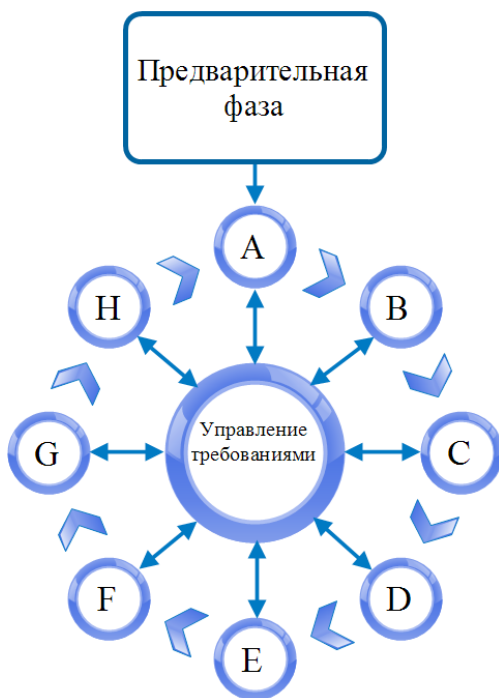 Предварительная
фаза
A
H
B
Управление
требованиями
G
C
F
D
E